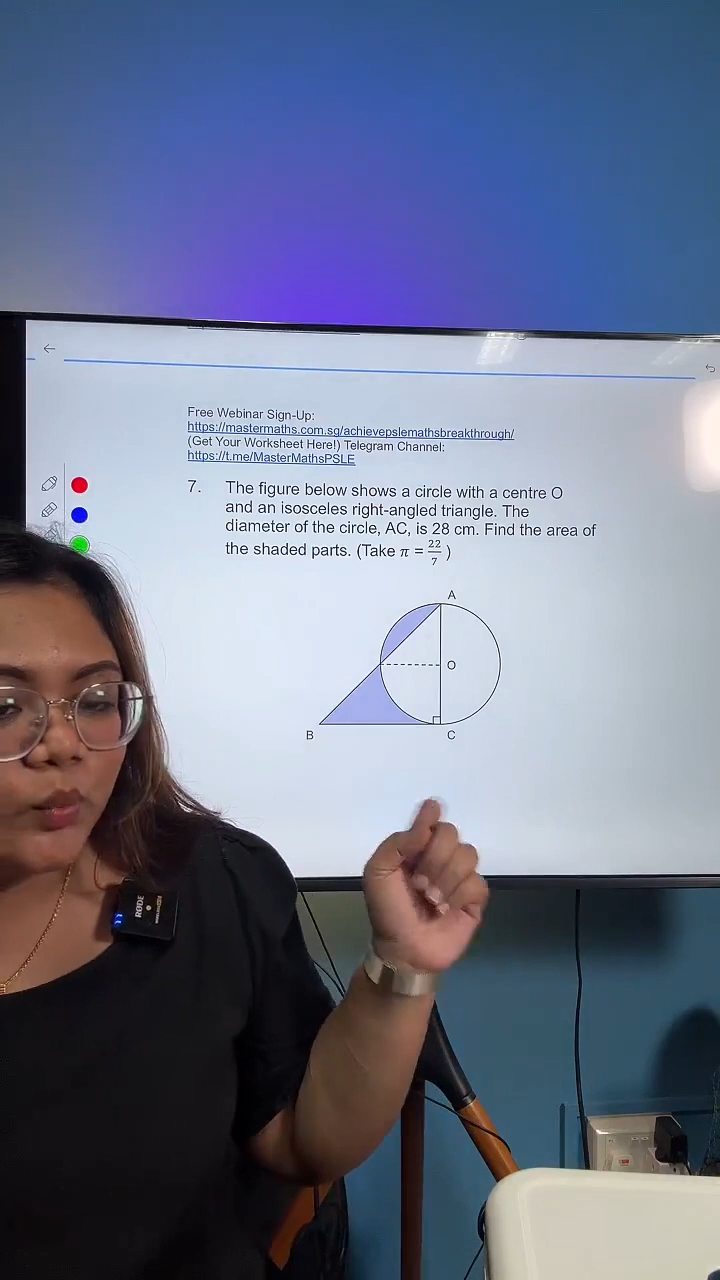 Free Webinar Sign-Up:
https://mastermaths.com.sg/achievepslemathsbreakthrough/
(Get Your Worksheet Here!) Telegram Channel:
https://t.me/MasterMathsPSLE
7. The figure below shows a circle with a centre O
and an isosceles right-angled triangle. The
diameter of the circle, AC, is 28 cm. Find the area of
the shaded parts. (Take π = 22/7 )
A
O
B
C
RODE